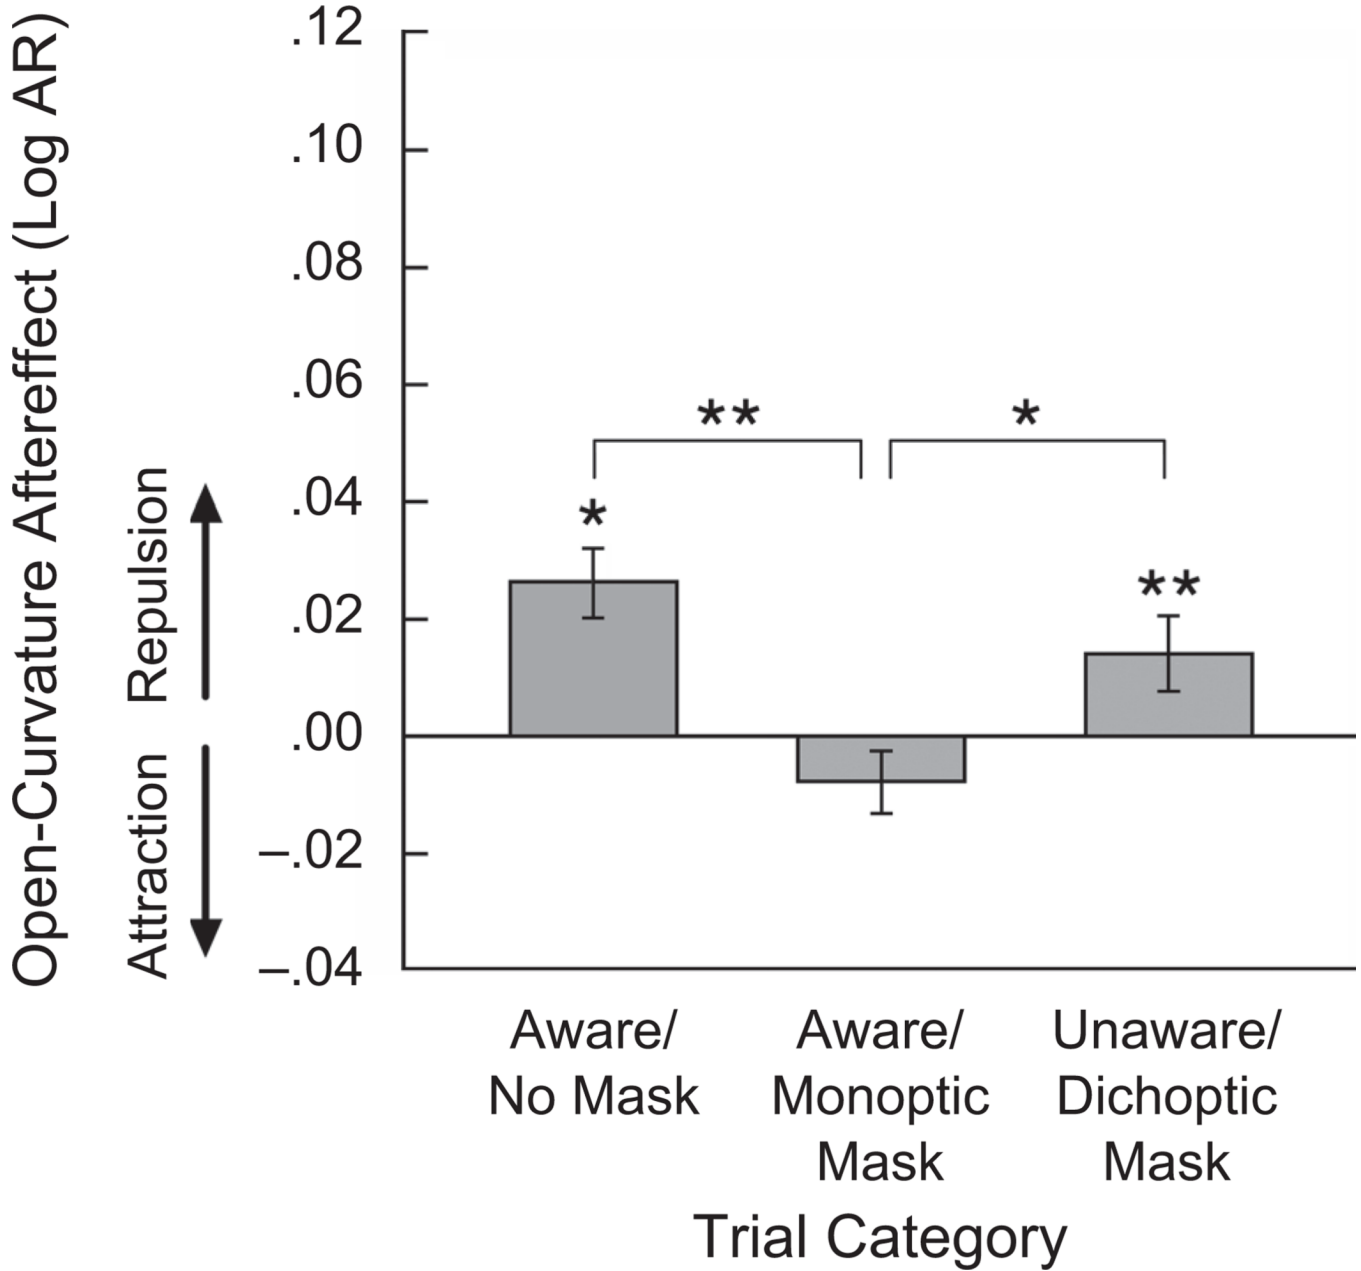 Open-Curvature Aftereffect (Log AR)
Attraction
Repulsion
.12
.10
.08
.06
.04
.02
.00
–.02
–.04
**
*
*
**
Aware/
No Mask
Aware/
Monoptic
Mask
Unaware/
Dichoptic
Mask
Trial Category